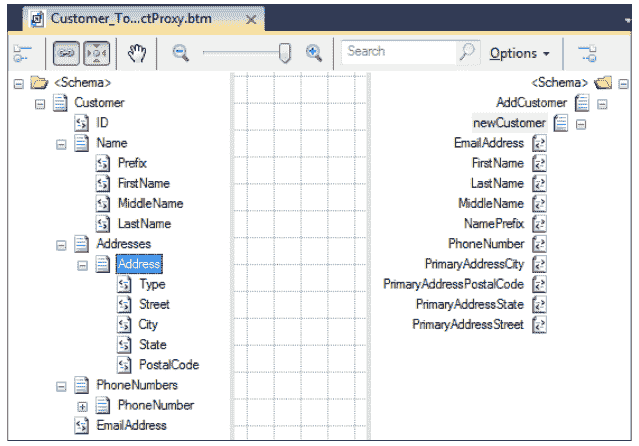 Customer_To...ctProxy.btm
Search
Options
<Schema>
Customer
ID
Name
Prefix
FirstName
MiddleName
LastName
Addresses
Address
Type
Street
City
State
PostalCode
PhoneNumbers
PhoneNumber
EmailAddress
<Schema>
AddCustomer
newCustomer
EmailAddress
FirstName
LastName
MiddleName
NamePrefix
PhoneNumber
PrimaryAddressCity
PrimaryAddressPostalCode
PrimaryAddressState
PrimaryAddressStreet